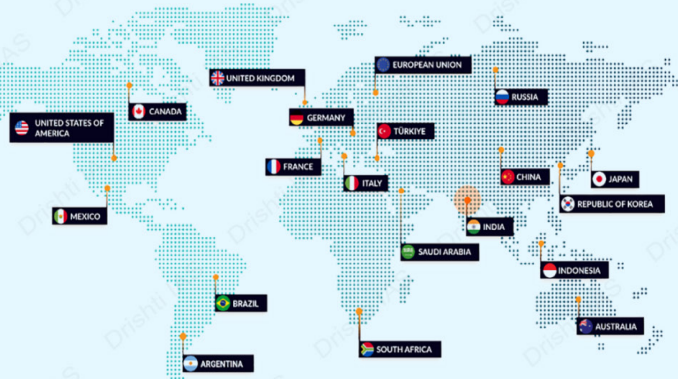 EUROPEAN UNION
UNITED KINGDOM
RUSSIA
CANADA
GERMANY
UNITED STATES OF
AMERICA
TÜRKIYE
FRANCE
CHINA
JAPAN
ITALY
REPUBLIC OF KOREA
MEXICO
INDIA
SAUDI ARABIA
INDONESIA
BRAZIL
AUSTRALIA
SOUTH AFRICA
ARGENTINA
Drishti